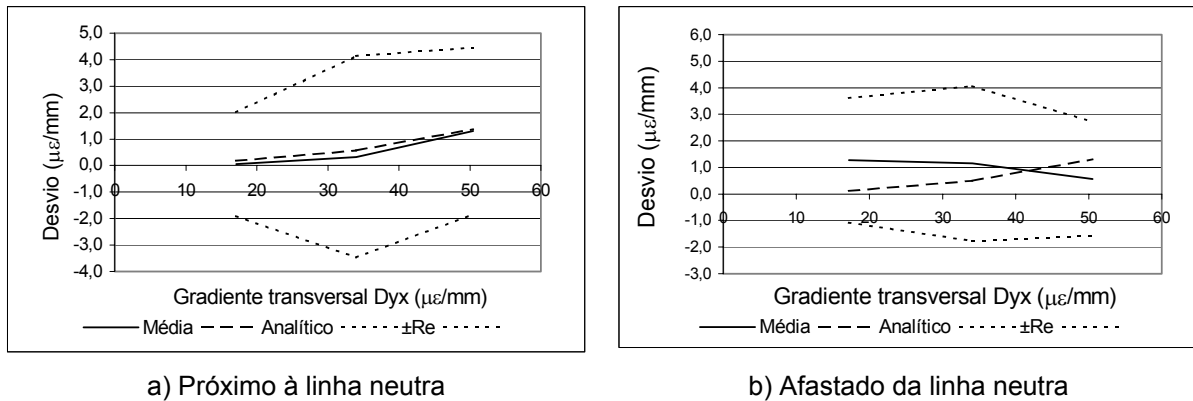 5,0
4,0
3,0
2,0
1,0
0,0
-1,0
-2,0
-3,0
-4,0
0 10 20 30 40 50 60
Desvio (με/mm)
Gradiente transversal Dyx (με/mm)
Média Analítico ±Re
a) Próximo à linha neutra
6,0
5,0
4,0
3,0
2,0
1,0
0,0
-1,0
-2,0
-3,0
0 10 20 30 40 50 60
Desvio (με/mm)
Gradiente transversal Dyx (με/mm)
Média Analítico ±Re
b) Afastado da linha neutra